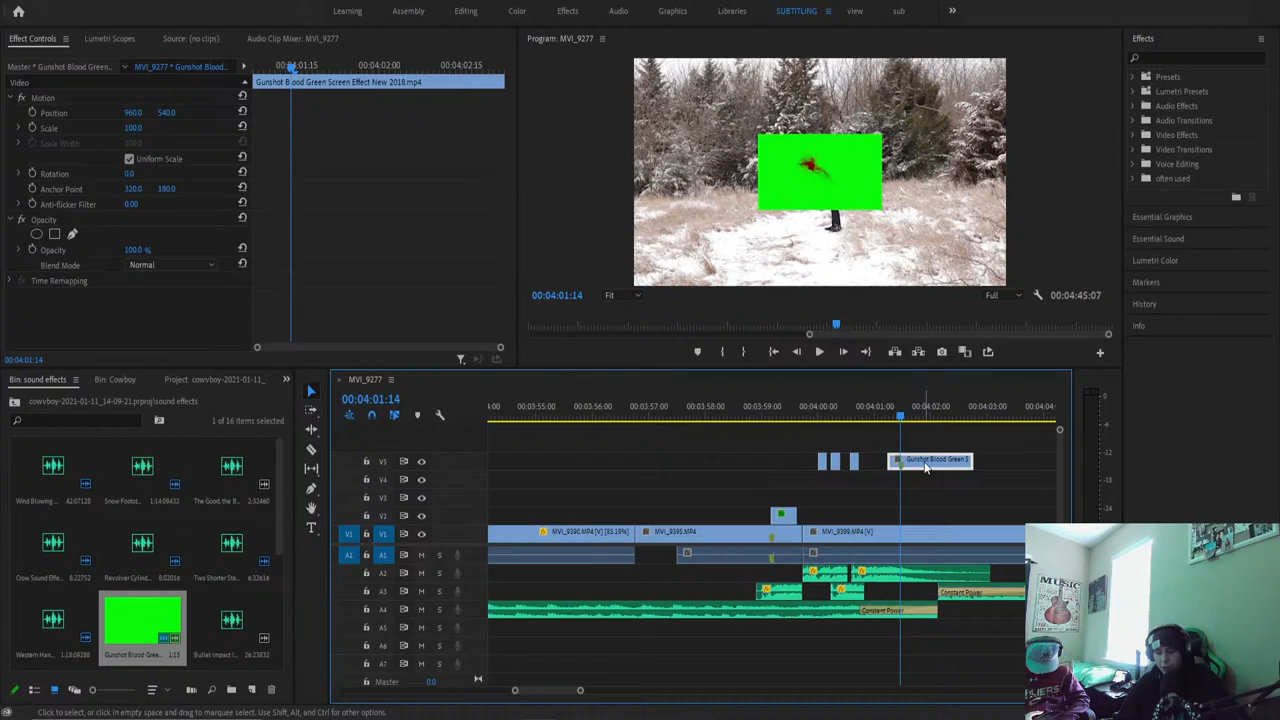 Learning Assembly Editing Color Effects Audio Graphics Libraries SUBTITLING view sub
Effect Controls Lumetri Scopes Source: (no clips) Audio Clip Mixer: MVI_9277
Program: MVI_9277
Effects
Master * Gunshot Blood Green... MVI_9277 * Gunshot Blood...
00:04:01:15 00:04:02:00 00:04:02:15
Video
Gunshot Blood Green Screen Effect New 2018.mp4
Motion
Position 960.0 540.0
Scale 100.0
Scale Width 100.0
Uniform Scale
Rotation 0.0
Anchor Point 320.0 180.0
Anti-flicker Filter 0.00
Opacity
Opacity 100.0 %
Blend Mode Normal
Time Remapping
00:04:01:14
00:04:01:14 Fit Full 00:04:45:07
Presets
Lumetri Presets
Audio Effects
Audio Transitions
Video Effects
Video Transitions
Voice Editing
often used
Essential Graphics
Essential Sound
Lumetri Color
Markers
History
Info
Bin: sound effects Bin: Cowboy Project: cowvboy-2021-01-11_
cowvboy-2021-01-11_14-09-21.prproj\sound effects
1 of 16 items selected
Wind Blowing ... 42:07128
Snow Footst... 1:14:09432
The Good, the B... 2:32460
Crow Sound Effe... 8.22752
Revolver Cylind... 8:02016
Two Shorter Ste... 6:32616
Western Han... 1:18:09288
Gunshot Blood Gree... 1:15
Bullet Impact I... 26:23832
MVI_9277
00:04:01:14
3:54:00 00:03:55:00 00:03:56:00 00:03:57:00 00:03:58:00 00:03:59:00 00:04:00:00 00:04:01:00 00:04:02:00 00:04:03:00 00:04:04:
V5 Gunshot Blood Green S
V4
V3
V2
V1 V1 MVI_9390.MP4 [V] [85.19%] MVI_9395.MP4 MVI_9399.MP4 [V]
A1 A1 M S
A2 M S
A3 M S Constant Power
A4 M S Constant Power
A5 M S
A6 M S
A7 M S
Master 0.0
0
-6
-12
-18
-24
-30
MUSIC
Click to select, or click in empty space and drag to marquee select. Use Shift, Alt, and Ctrl for other options.